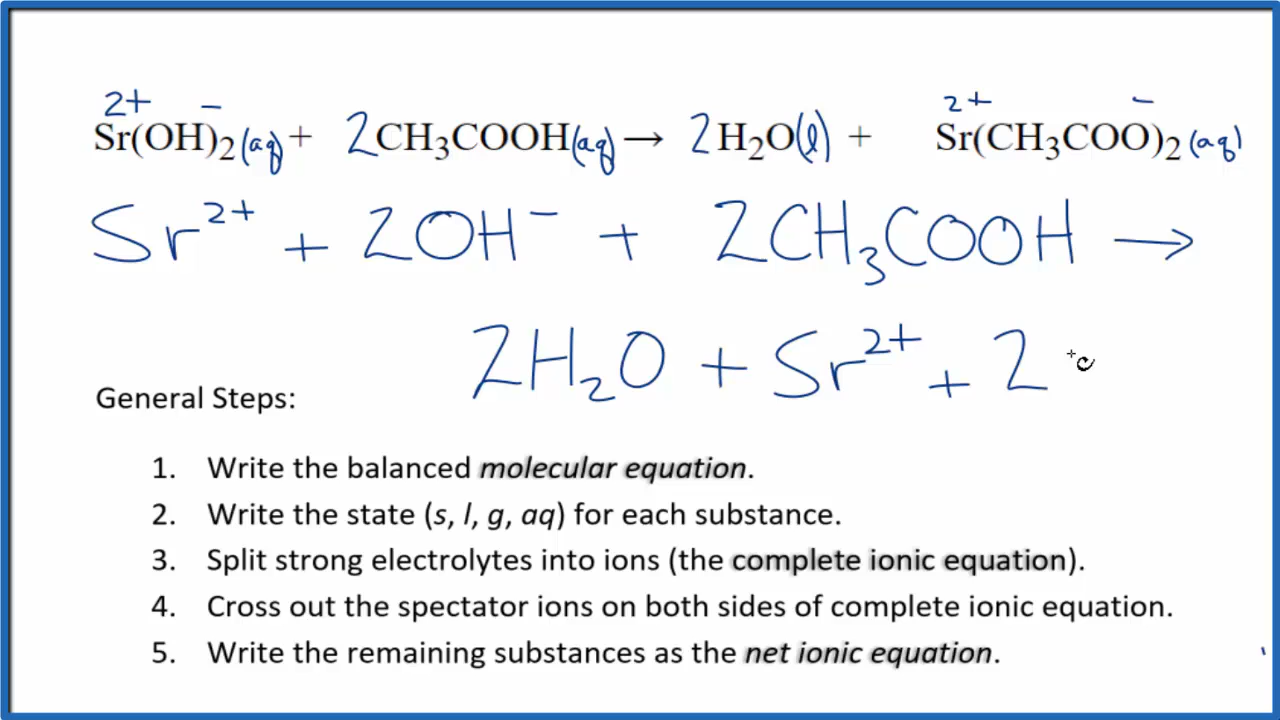 2+ − 2+ −
Sr(OH)₂(aq) + 2CH₃COOH(aq) → 2H₂O(l) + Sr(CH₃COO)₂(aq)
Sr²⁺ + 2OH⁻ + 2CH₃COOH →
2H₂O + Sr²⁺ + 2
General Steps:
1. Write the balanced molecular equation.
2. Write the state (s, l, g, aq) for each substance.
3. Split strong electrolytes into ions (the complete ionic equation).
4. Cross out the spectator ions on both sides of complete ionic equation.
5. Write the remaining substances as the net ionic equation.